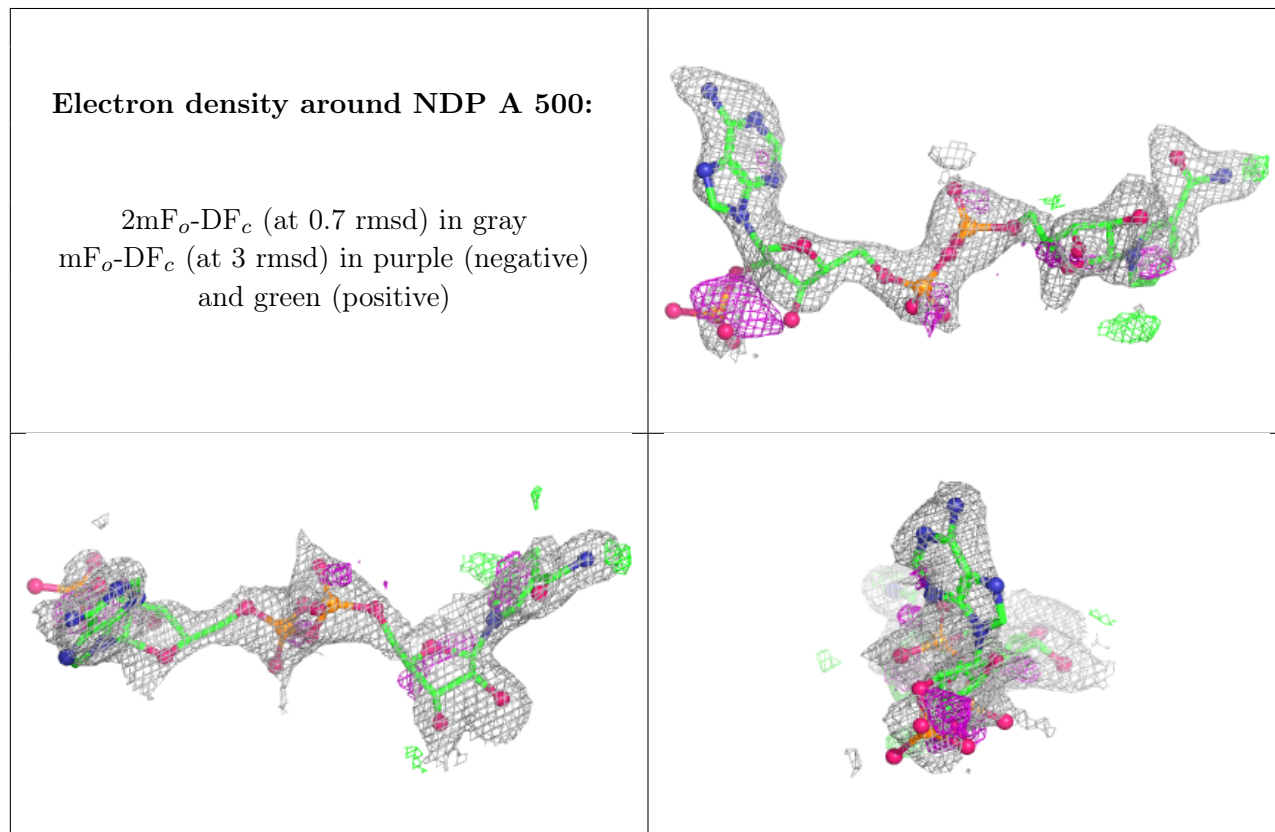 Electron density around NDP A 500:
2mFo-DFc (at 0.7 rmsd) in gray
mFo-DFc (at 3 rmsd) in purple (negative)
and green (positive)